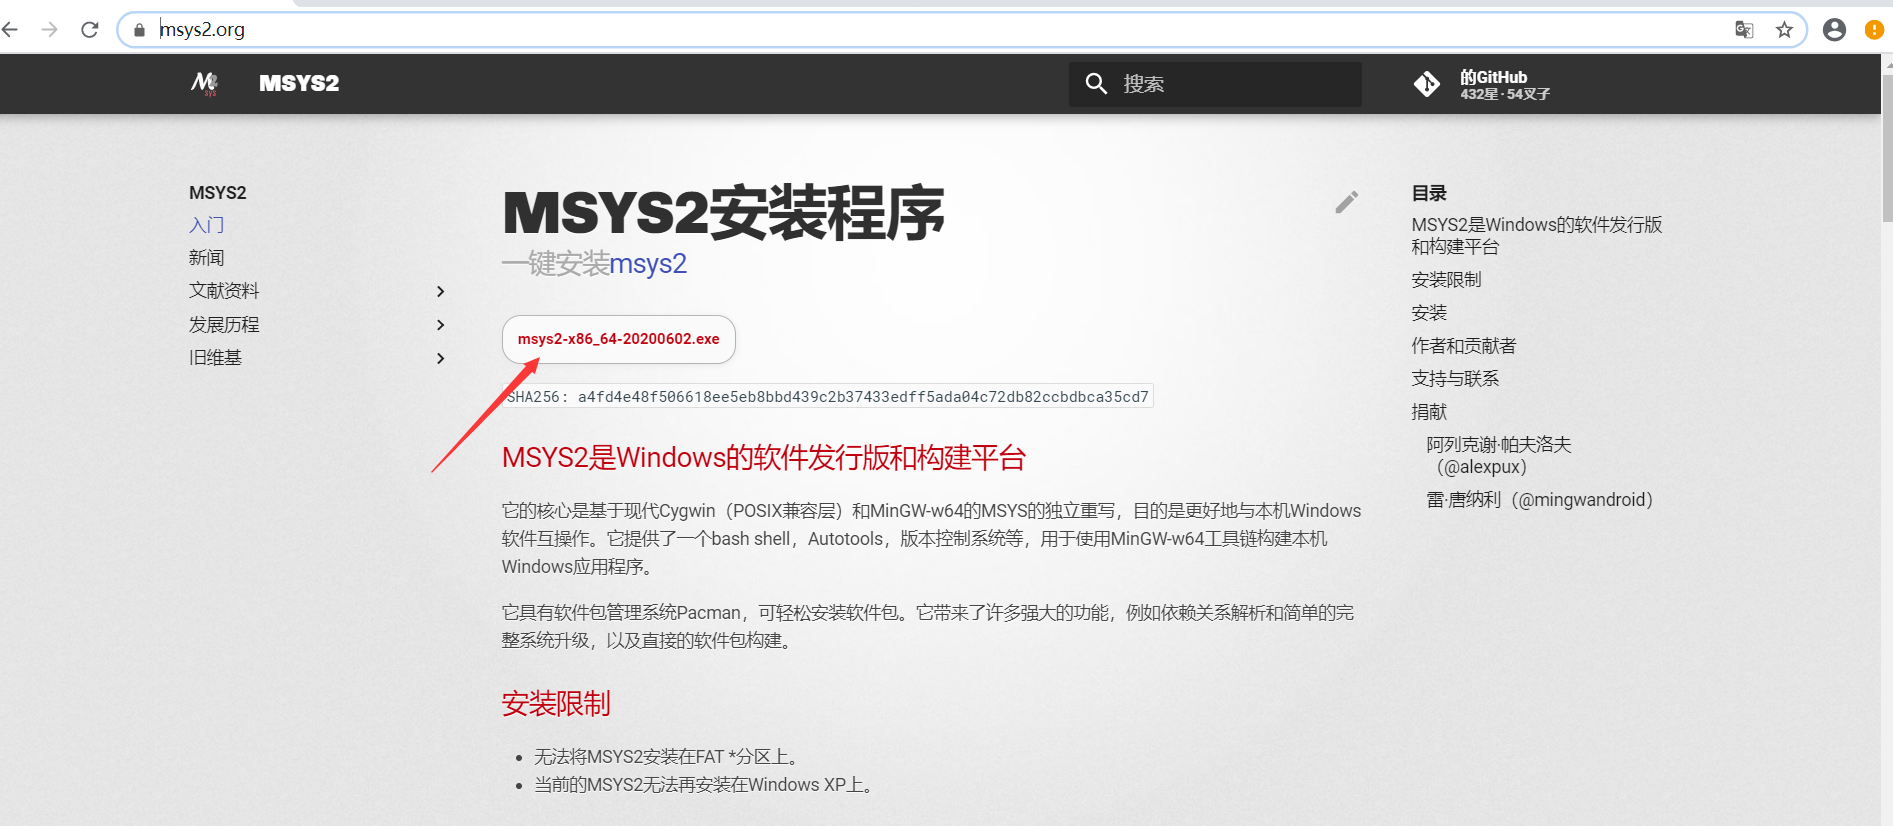 msys2.org
MSYS2
搜索
的GitHub
432星 · 54叉子
MSYS2
入门
新闻
文献资料
发展历程
旧维基
MSYS2安装程序
一键安装msys2
msys2-x86_64-20200602.exe
SHA256: a4fd4e48f506618ee5eb8bbd439c2b37433edff5ada04c72db82ccbdbca35cd7
MSYS2是Windows的软件发行版和构建平台
它的核心是基于现代Cygwin（POSIX兼容层）和MinGW-w64的MSYS的独立重写，目的是更好地与本机Windows
软件互操作。它提供了一个bash shell，Autotools，版本控制系统等，用于使用MinGW-w64工具链构建本机
Windows应用程序。
它具有软件包管理系统Pacman，可轻松安装软件包。它带来了许多强大的功能，例如依赖关系解析和简单的完
整系统升级，以及直接的软件包构建。
安装限制
• 无法将MSYS2安装在FAT *分区上。
• 当前的MSYS2无法再安装在Windows XP上。
目录
MSYS2是Windows的软件发行版
和构建平台
安装限制
安装
作者和贡献者
支持与联系
捐献
阿列克谢·帕夫洛夫
（@alexpux）
雷·唐纳利（@mingwandroid）